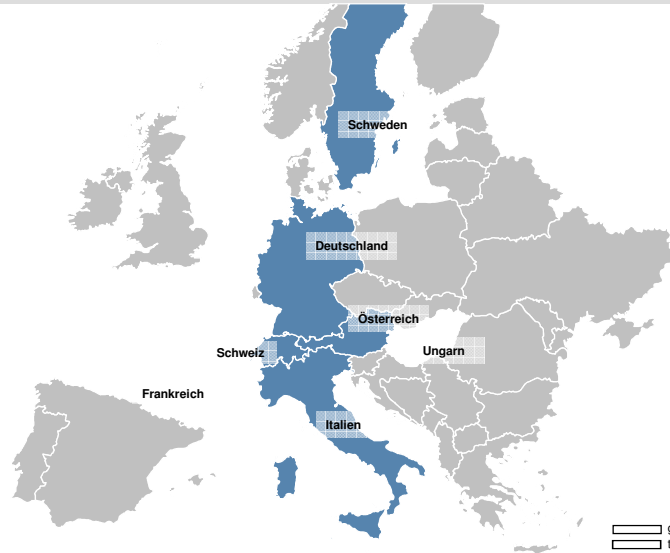 Schweden
Deutschland
Österreich
Schweiz
Ungarn
Frankreich
Italien